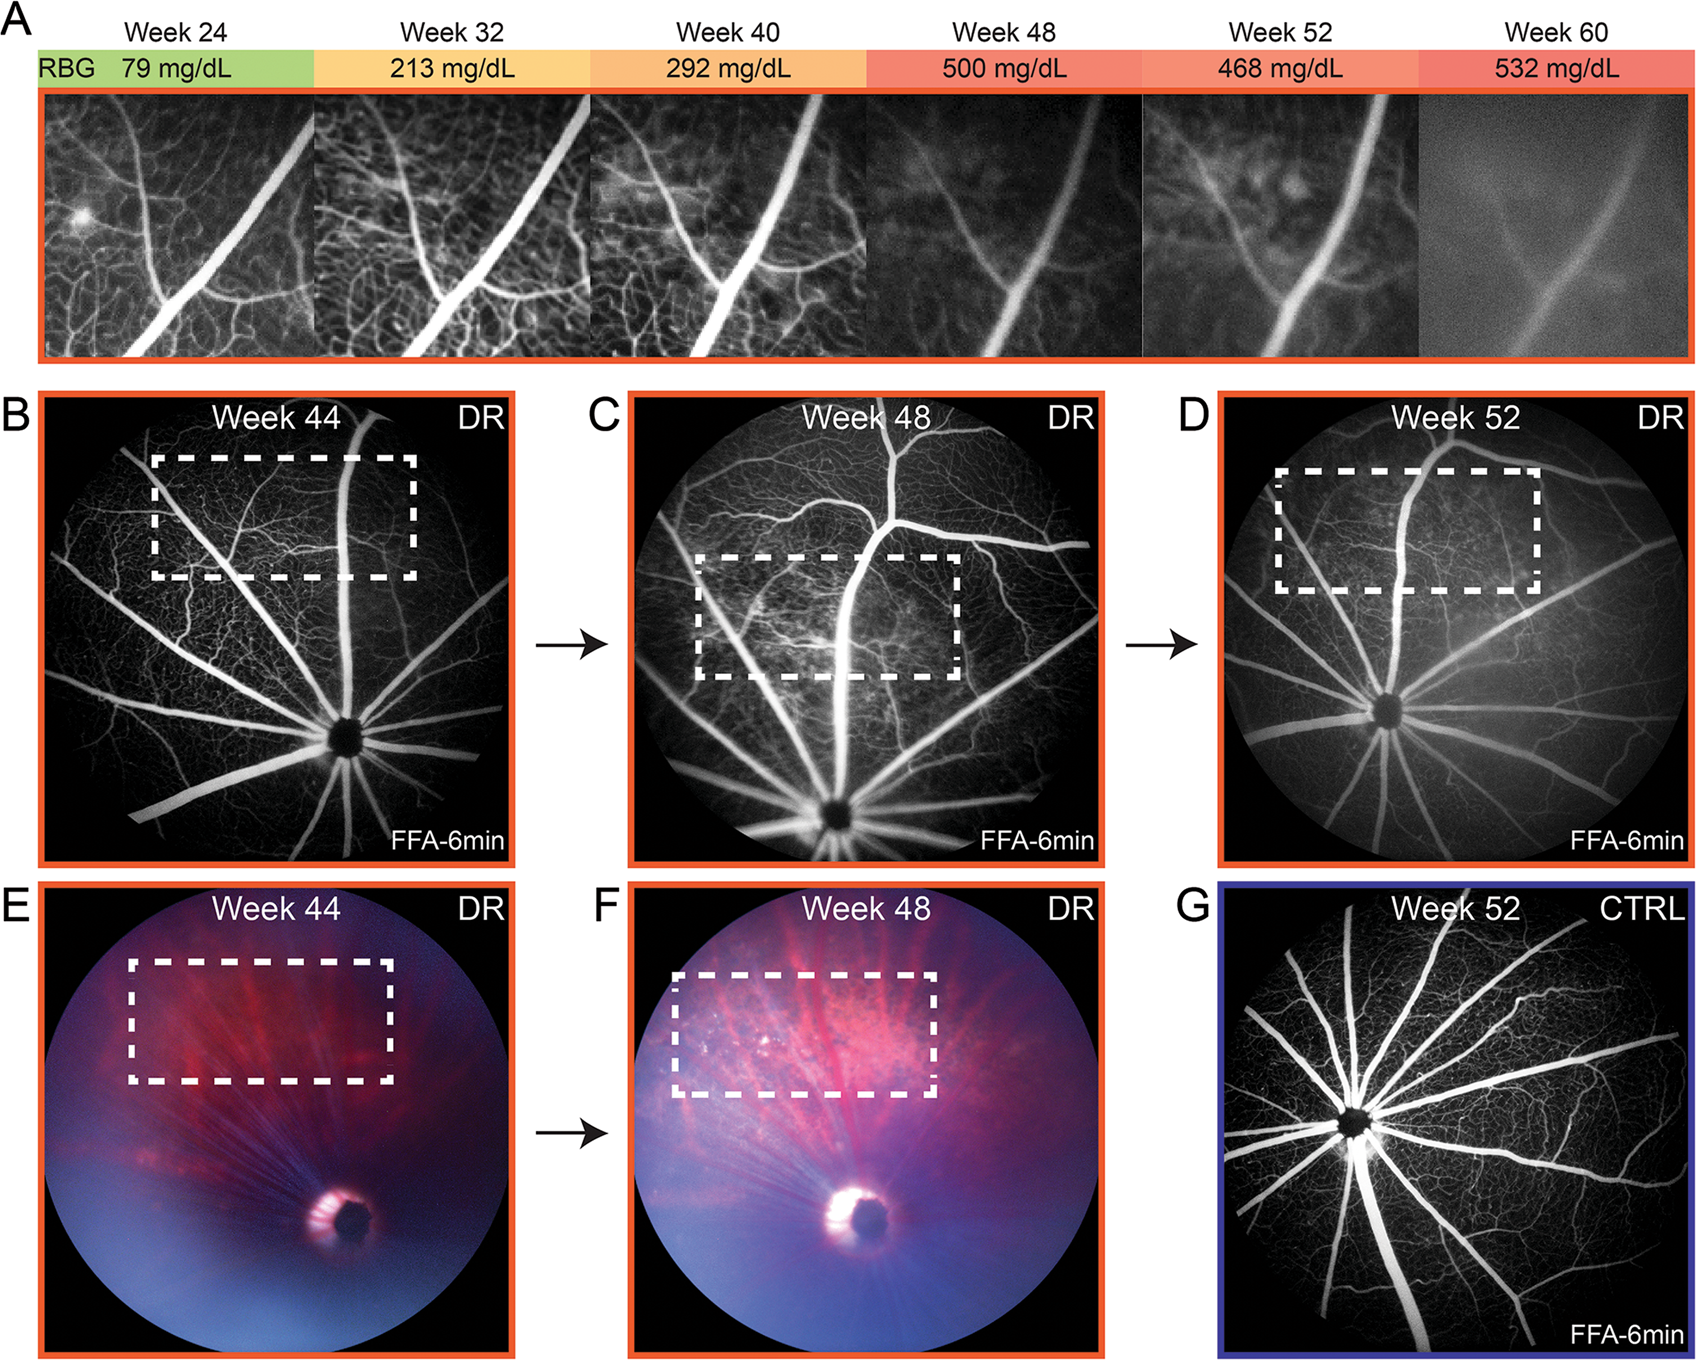 A
Week 24 Week 32 Week 40 Week 48 Week 52 Week 60
RBG 79 mg/dL 213 mg/dL 292 mg/dL 500 mg/dL 468 mg/dL 532 mg/dL
B Week 44 DR
FFA-6min
C Week 48 DR
FFA-6min
D Week 52 DR
FFA-6min
E Week 44 DR
F Week 48 DR
G Week 52 CTRL
FFA-6min